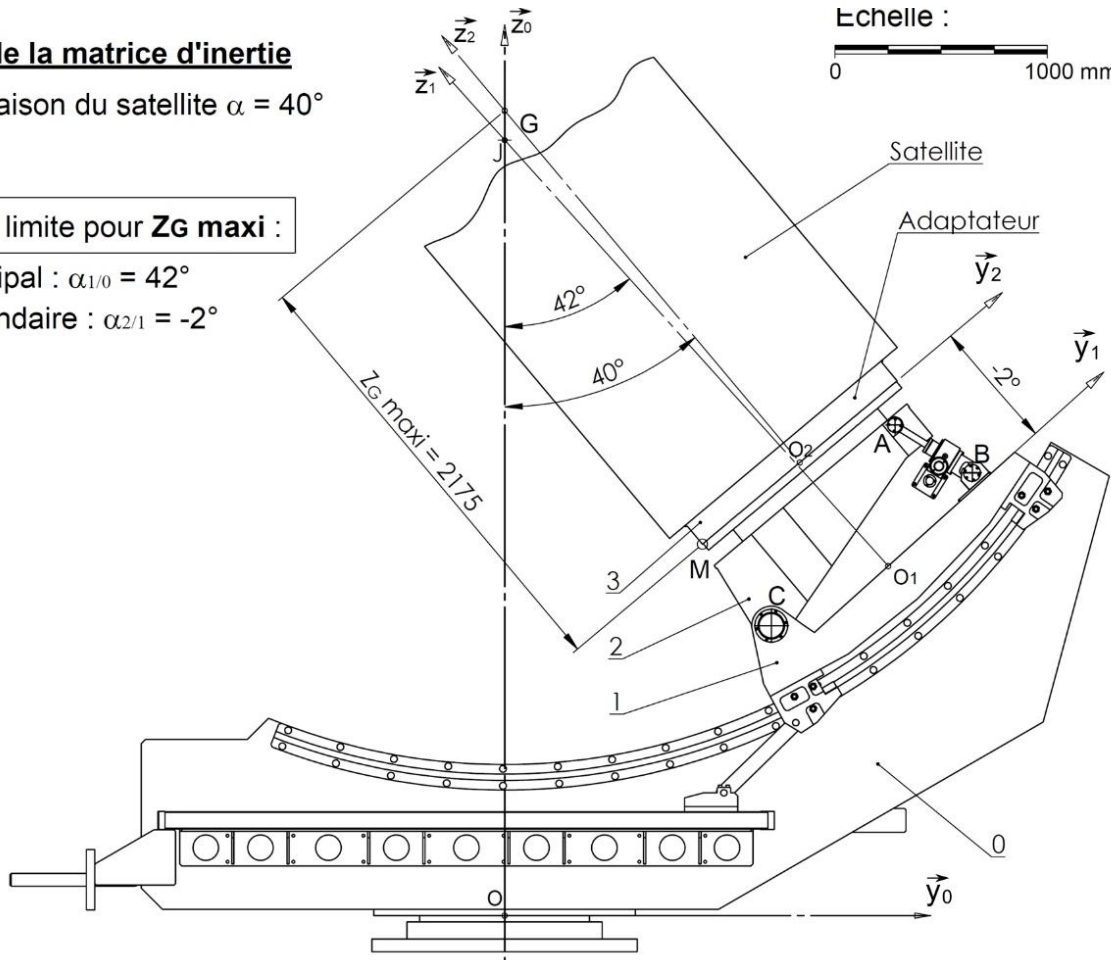 de la matrice d'inertie
aison du satellite α = 40°
limite pour ZG maxi :
ipal : α1/0 = 42°
ndaire : α2/1 = -2°
Echelle :
0 1000 mm
z2
z0
z1
G
J
Satellite
Adaptateur
y2
y1
-2°
42°
40°
ZG maxi = 2175
A
B
O2
O1
M
C
3
2
1
0
O
y0